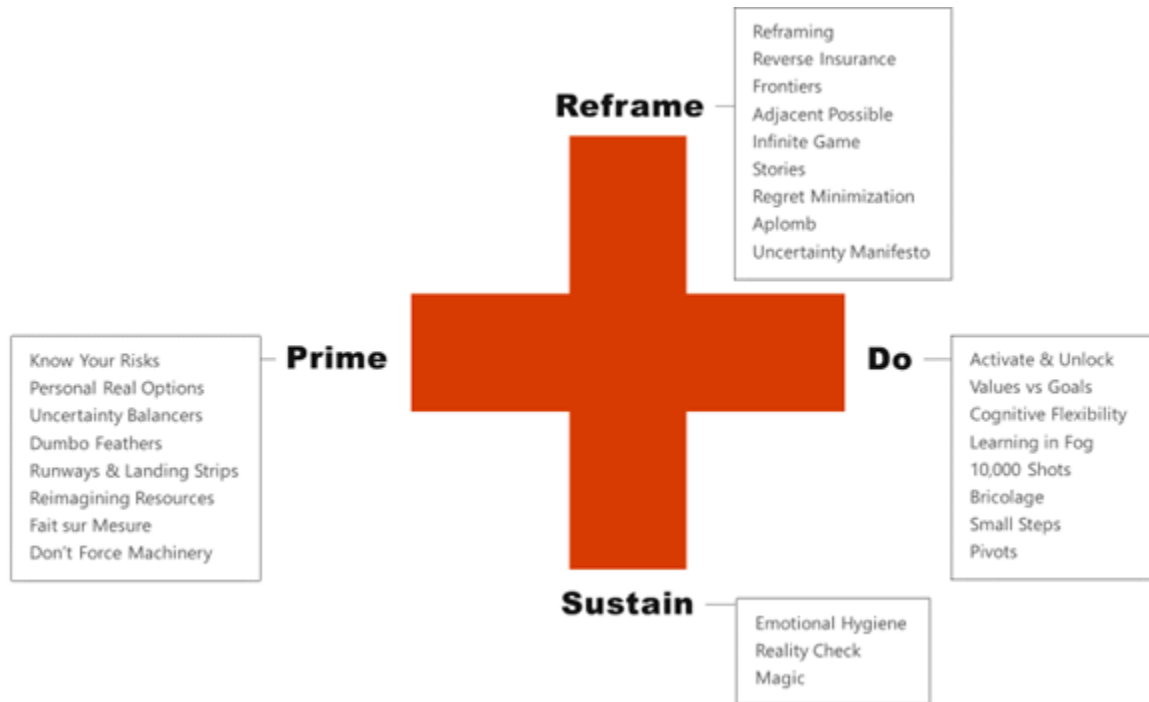 Reframe
Reframing
Reverse Insurance
Frontiers
Adjacent Possible
Infinite Game
Stories
Regret Minimization
Aplomb
Uncertainty Manifesto
Prime
Know Your Risks
Personal Real Options
Uncertainty Balancers
Dumbo Feathers
Runways & Landing Strips
Reimagining Resources
Fait sur Mesure
Don't Force Machinery
Do
Activate & Unlock
Values vs Goals
Cognitive Flexibility
Learning in Fog
10,000 Shots
Bricolage
Small Steps
Pivots
Sustain
Emotional Hygiene
Reality Check
Magic